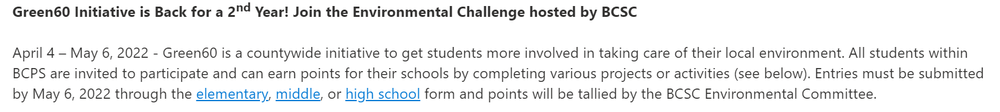 Green60 Initiative is Back for a 2nd Year! Join the Environmental Challenge hosted by BCSC
April 4 – May 6, 2022 - Green60 is a countywide initiative to get students more involved in taking care of their local environment. All students within
BCPS are invited to participate and can earn points for their schools by completing various projects or activities (see below). Entries must be submitted
by May 6, 2022 through the elementary, middle, or high school form and points will be tallied by the BCSC Environmental Committee.